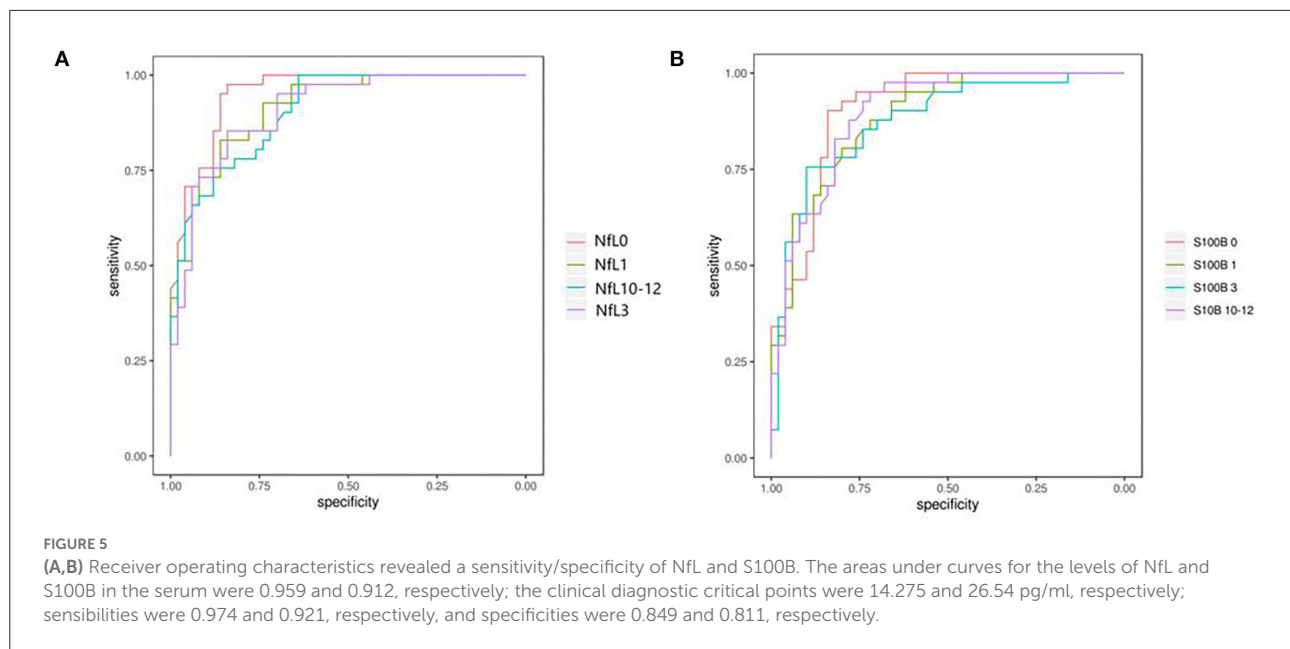 A
1.00
0.75
0.50
0.25
0.00
sensitivity
1.00 0.75 0.50 0.25 0.00
specificity
NfL0
NfL1
NfL10-12
NfL3
B
1.00
0.75
0.50
0.25
0.00
sensitivity
1.00 0.75 0.50 0.25 0.00
specificity
S100B 0
S100B 1
S100B 3
S10B 10-12
FIGURE 5
(A,B) Receiver operating characteristics revealed a sensitivity/specificity of NfL and S100B. The areas under curves for the levels of NfL and
S100B in the serum were 0.959 and 0.912, respectively; the clinical diagnostic critical points were 14.275 and 26.54 pg/ml, respectively;
sensibilities were 0.974 and 0.921, respectively, and specificities were 0.849 and 0.811, respectively.